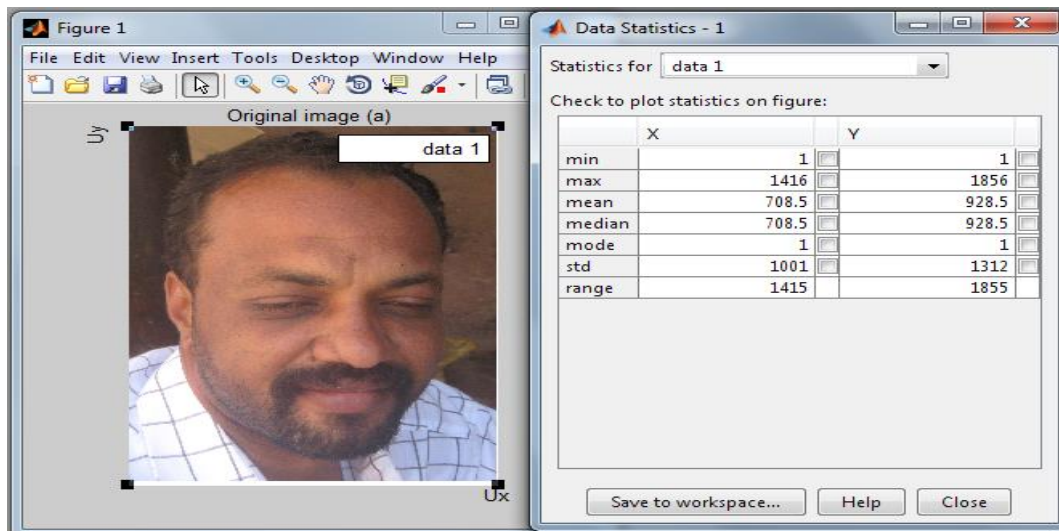 Figure 1
File Edit View Insert Tools Desktop Window Help
Original image (a)
Uy
data 1
Ux
Data Statistics - 1
Statistics for data 1
Check to plot statistics on figure:
X Y
min 1 1
max 1416 1856
mean 708.5 928.5
median 708.5 928.5
mode 1 1
std 1001 1312
range 1415 1855
Save to workspace... Help Close